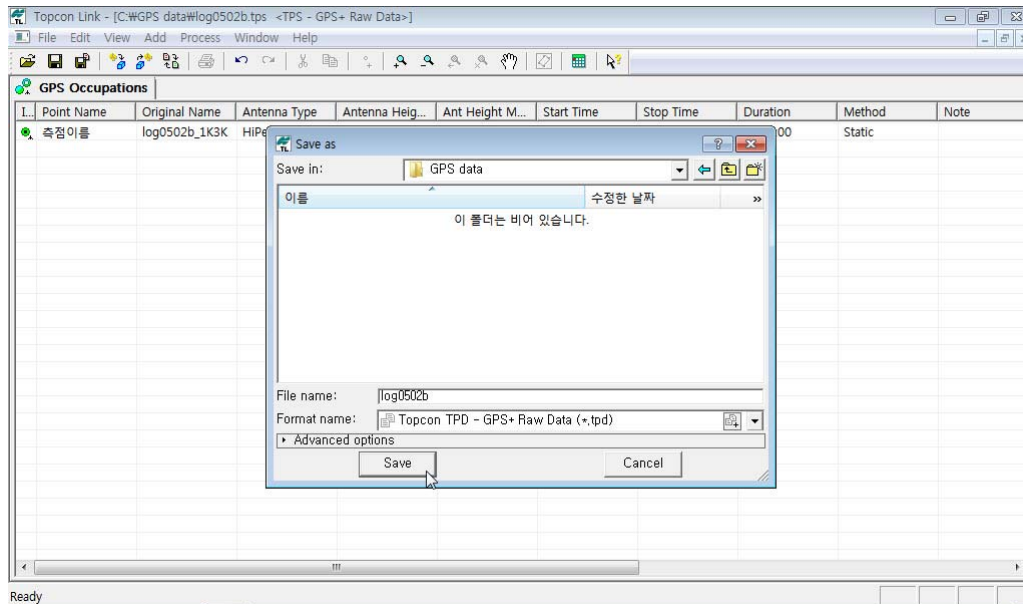 Topcon Link - [C:₩GPS data₩log0502b.tps <TPS - GPS+ Raw Data>]
File Edit View Add Process Window Help
GPS Occupations
I... Point Name Original Name Antenna Type Antenna Heig... Ant Height M... Start Time Stop Time Duration Method Note
측점이름 log0502b_1K3K HiPe 00 Static
Save as
Save in: GPS data
이름 수정한 날짜 »
이 폴더는 비어 있습니다.
File name: log0502b
Format name: Topcon TPD - GPS+ Raw Data (*.tpd)
Advanced options
Save Cancel
Ready